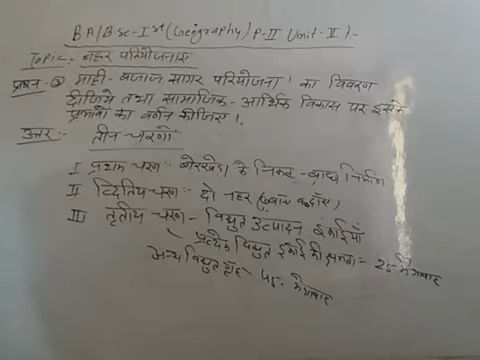 BA/BSc-Ist (Geography) P-II Unit-II:-
Topic- नहर परियोजनाएं
प्रश्न-② माही-बजाज सागर परियोजना' का विवरण
दीजिये तथा सामाजिक-आर्थिक विकास पर इसके
प्रभावों का वर्णन कीजिए।
उत्तर:- तीन चरणों
I प्रथम चरण:- बोरखेड़ा के निकट-बाध निर्माण
II द्वितिय चरण:- दो नहर
III तृतीय चरण- विद्युत उत्पादन इकाईयाँ
प्रत्येक विद्युत इकाई की क्षमता- 25 मेगावाट
अन्य विद्युत 45- मेगावाट